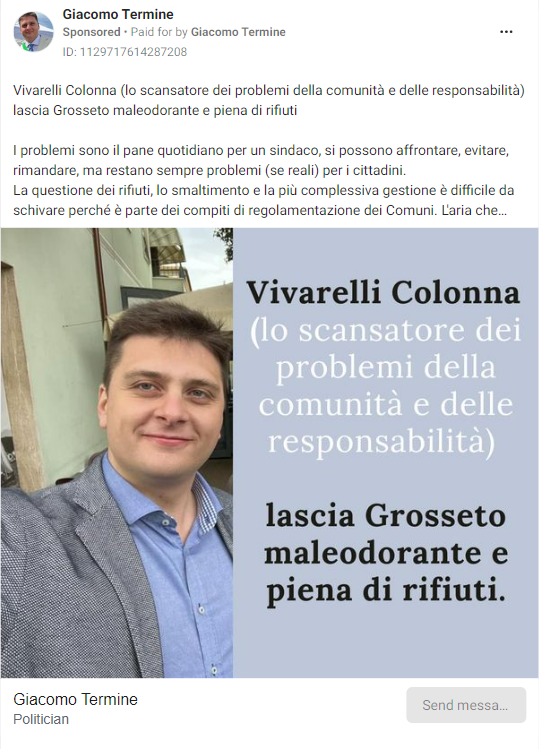 Giacomo Termine
Sponsored • Paid for by Giacomo Termine
ID: 1129717614287208
Vivarelli Colonna (lo scansatore dei problemi della comunità e delle responsabilità)
lascia Grosseto maleodorante e piena di rifiuti
I problemi sono il pane quotidiano per un sindaco, si possono affrontare, evitare,
rimandare, ma restano sempre problemi (se reali) per i cittadini.
La questione dei rifiuti, lo smaltimento e la più complessiva gestione è difficile da
schivare perché è parte dei compiti di regolamentazione dei Comuni. L'aria che...
Vivarelli Colonna
(lo scansatore dei
problemi della
comunità e delle
responsabilità)
lascia Grosseto
maleodorante e
piena di rifiuti.
Giacomo Termine
Politician
Send messa...